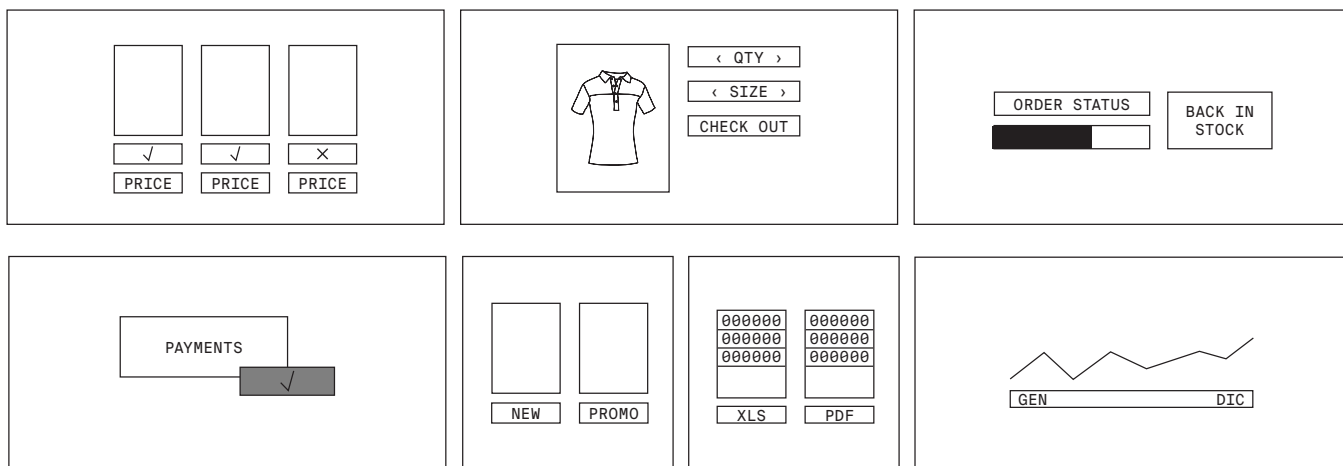 √ √ ×
PRICE PRICE PRICE
‹ QTY ›
‹ SIZE ›
CHECK OUT
ORDER STATUS
BACK IN
STOCK
PAYMENTS
√
NEW PROMO
000000 000000
000000 000000
000000 000000
XLS PDF
GEN DIC